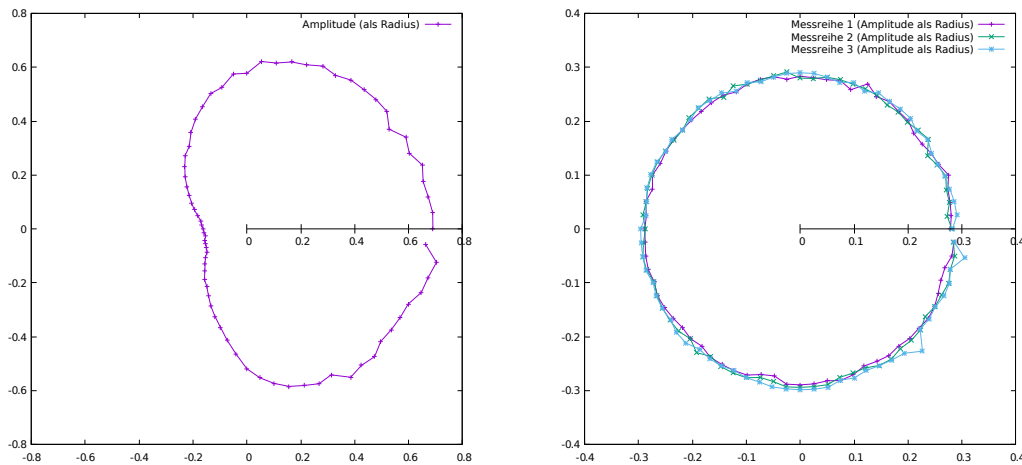 Amplitude (als Radius)
0.8
0.6
0.4
0.2
0
-0.2
-0.4
-0.6
-0.8
0 0.2 0.4 0.6 0.8
-0.8 -0.6 -0.4 -0.2 0 0.2 0.4 0.6 0.8
Messreihe 1 (Amplitude als Radius)
Messreihe 2 (Amplitude als Radius)
Messreihe 3 (Amplitude als Radius)
0.4
0.3
0.2
0.1
0
-0.1
-0.2
-0.3
-0.4
0 0.1 0.2 0.3 0.4
-0.4 -0.3 -0.2 -0.1 0 0.1 0.2 0.3 0.4